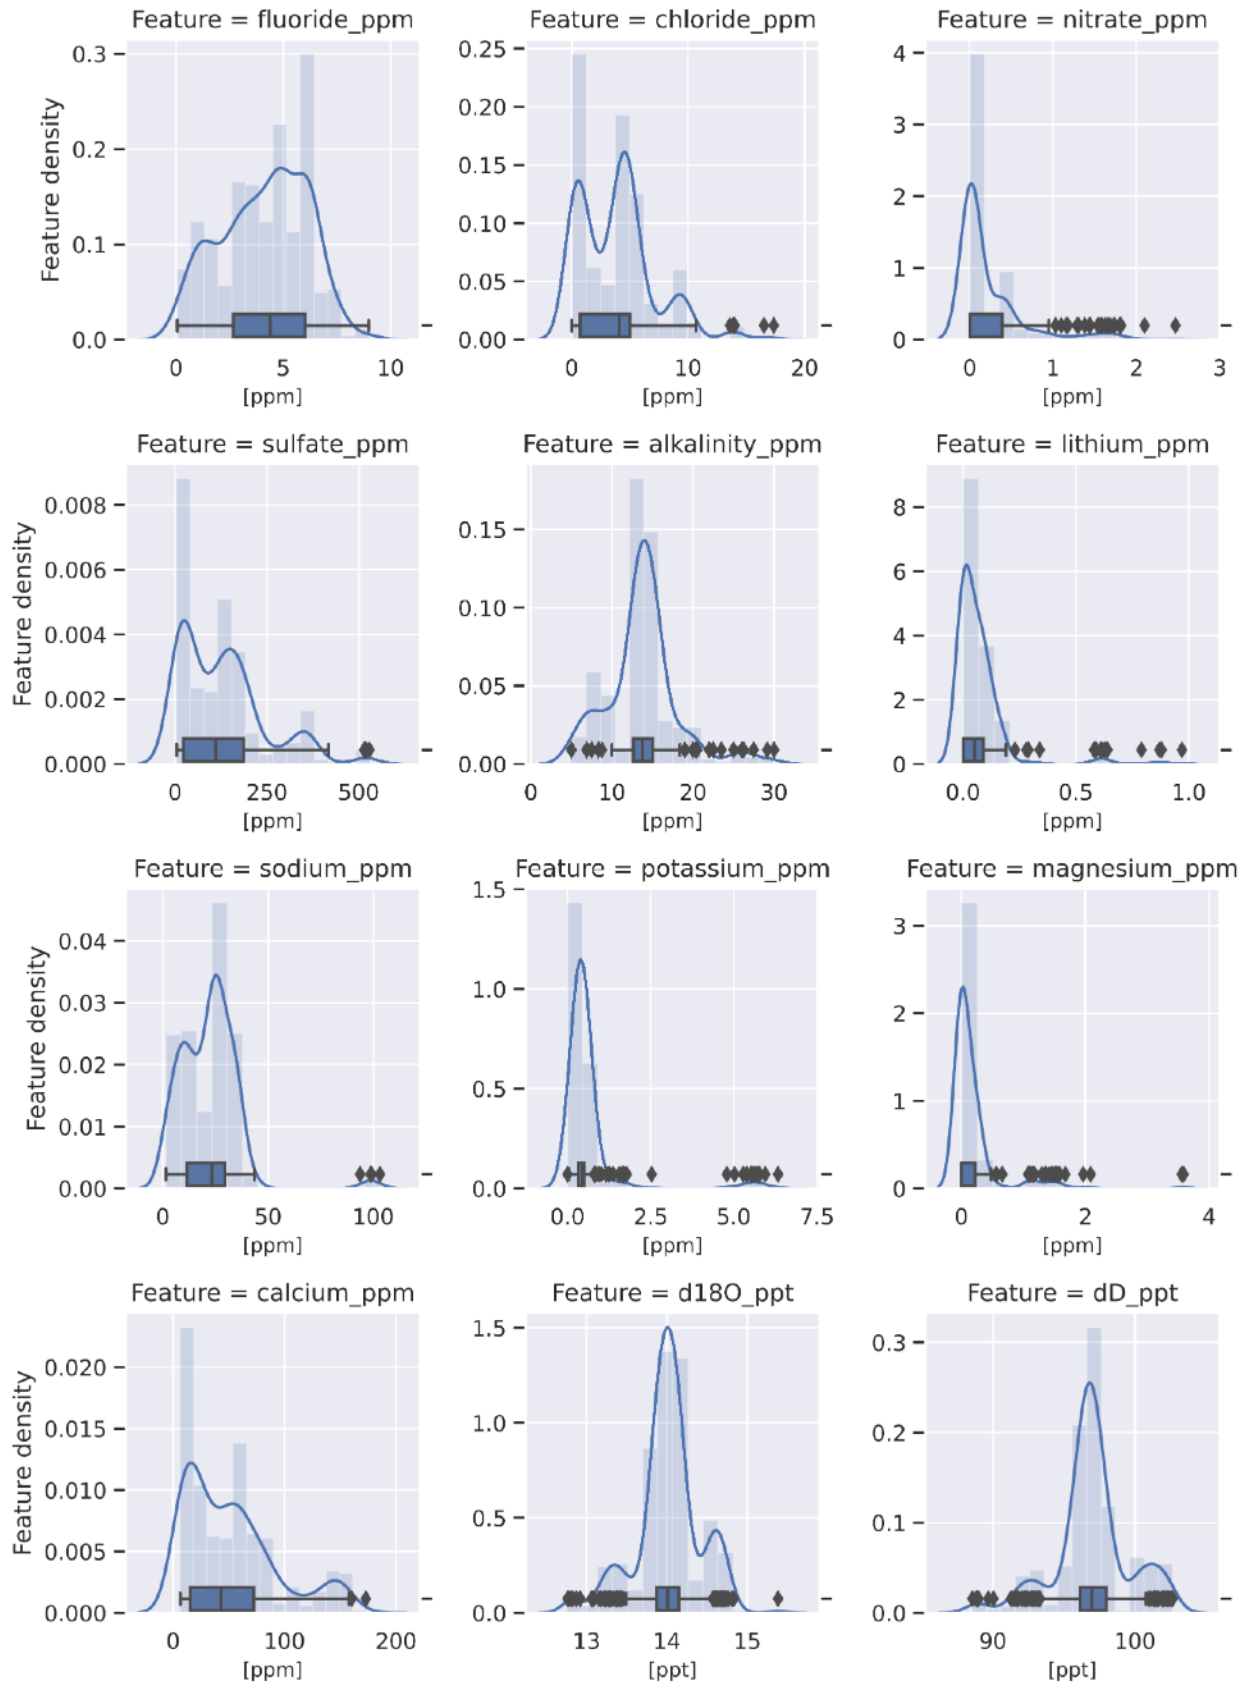 Feature = fluoride_ppm
Feature = chloride_ppm
Feature = nitrate_ppm
Feature density
0.3
0.2
0.1
0.0
0 5 10
[ppm]
0.25
0.20
0.15
0.10
0.05
0.00
0 10 20
[ppm]
4
3
2
1
0
0 1 2 3
[ppm]
Feature = sulfate_ppm
Feature = alkalinity_ppm
Feature = lithium_ppm
Feature density
0.008
0.006
0.004
0.002
0.000
0 250 500
[ppm]
0.15
0.10
0.05
0.00
0 10 20 30
[ppm]
8
6
4
2
0
0.0 0.5 1.0
[ppm]
Feature = sodium_ppm
Feature = potassium_ppm
Feature = magnesium_ppm
Feature density
0.04
0.03
0.02
0.01
0.00
0 50 100
[ppm]
1.5
1.0
0.5
0.0
0.0 2.5 5.0 7.5
[ppm]
3
2
1
0
0 2 4
[ppm]
Feature = calcium_ppm
Feature = d18O_ppt
Feature = dD_ppt
Feature density
0.020
0.015
0.010
0.005
0.000
0 100 200
[ppm]
1.5
1.0
0.5
0.0
13 14 15
[ppt]
0.3
0.2
0.1
0.0
90 100
[ppt]